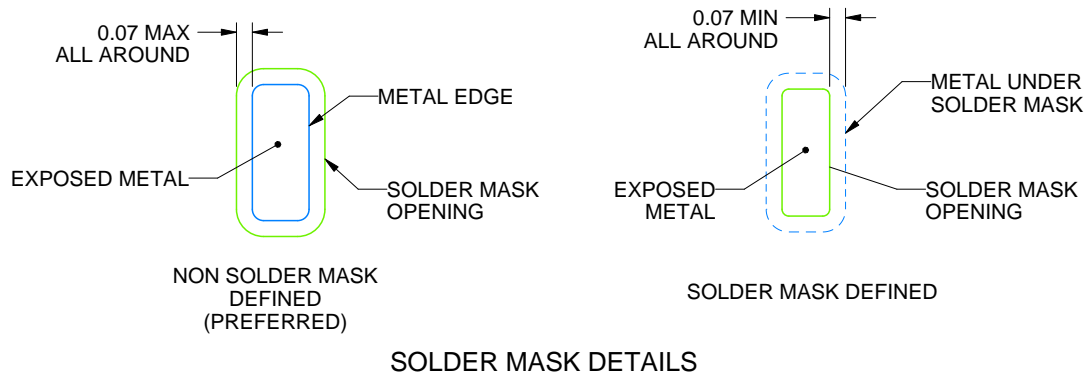 0.07 MAX
ALL AROUND
METAL EDGE
EXPOSED METAL
SOLDER MASK
OPENING
NON SOLDER MASK
DEFINED
(PREFERRED)
0.07 MIN
ALL AROUND
METAL UNDER
SOLDER MASK
EXPOSED
METAL
SOLDER MASK
OPENING
SOLDER MASK DEFINED
SOLDER MASK DETAILS